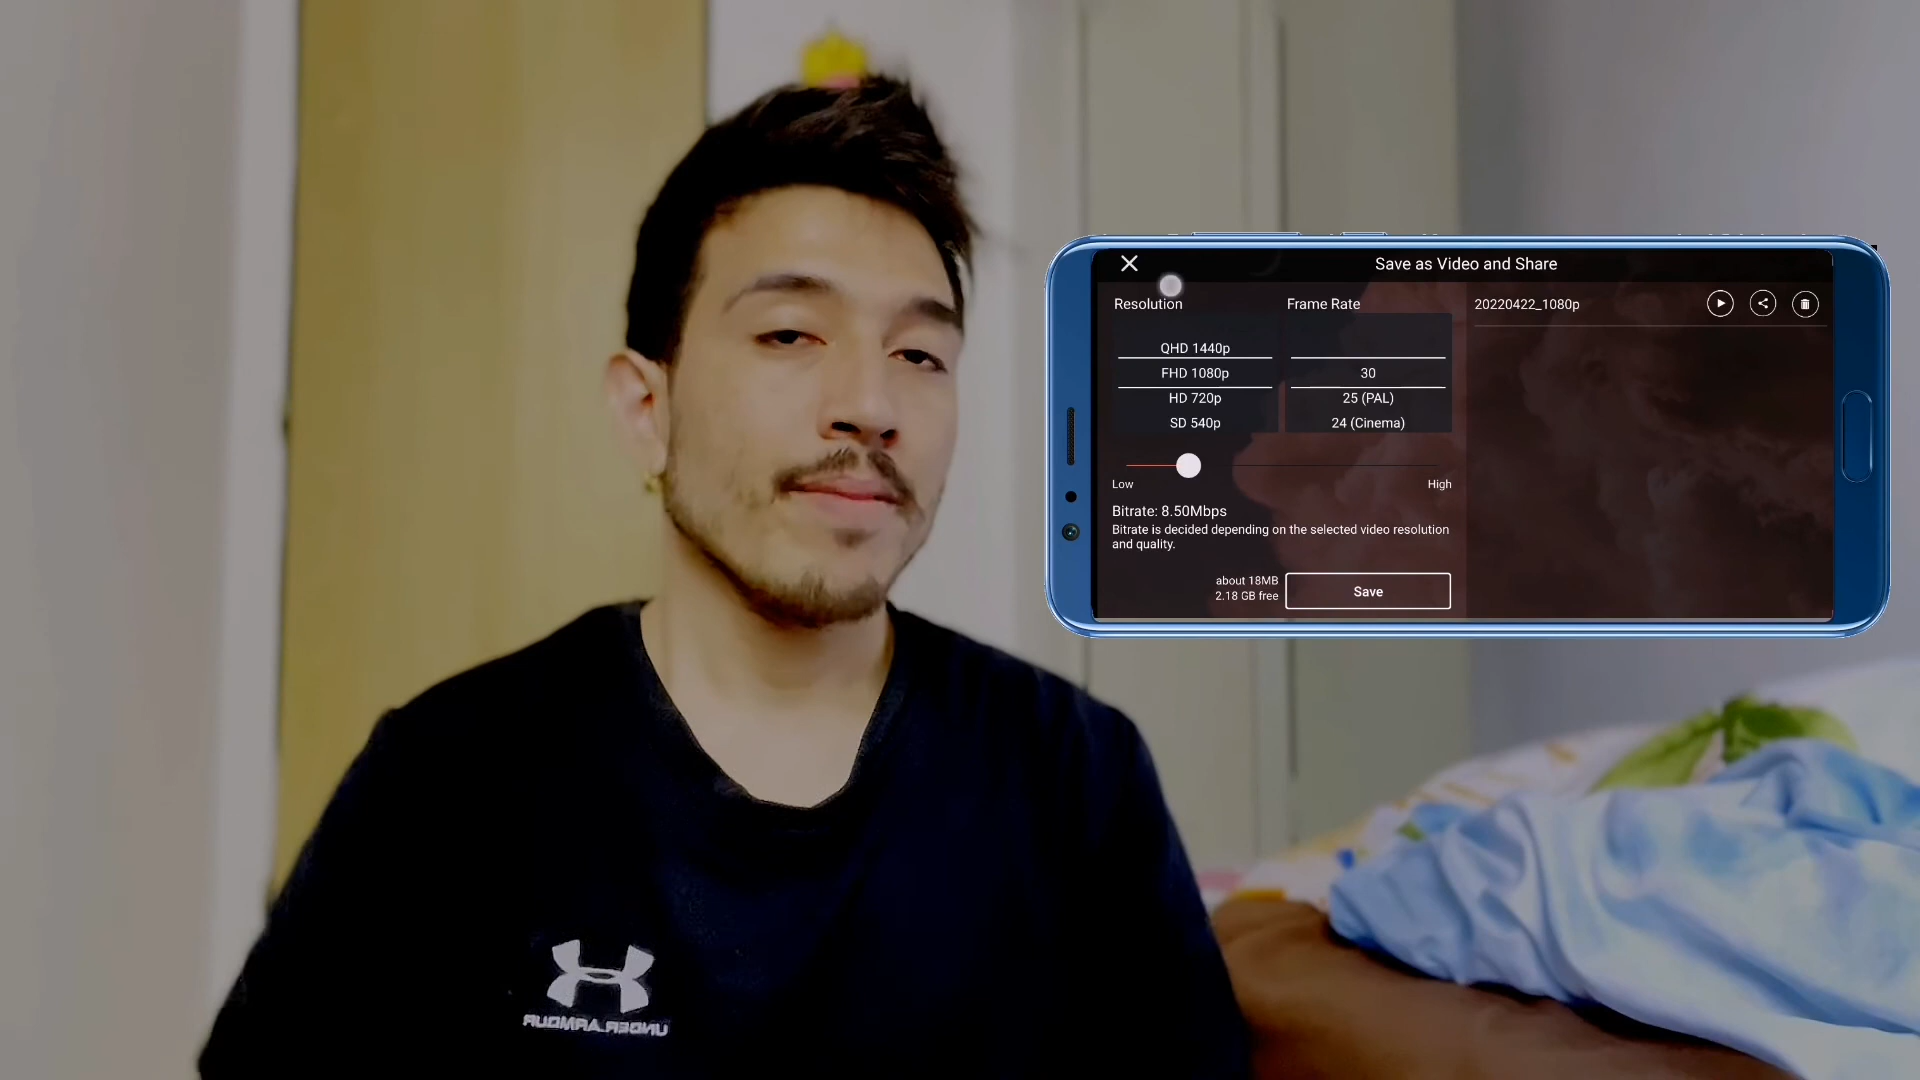 Save as Video and Share
Resolution
Frame Rate
20220422_1080p
QHD 1440p
FHD 1080p
30
HD 720p
25 (PAL)
SD 540p
24 (Cinema)
Low
High
Bitrate: 8.50Mbps
Bitrate is decided depending on the selected video resolution
and quality.
about 18MB
2.18 GB free
Save
UNDER ARMOUR